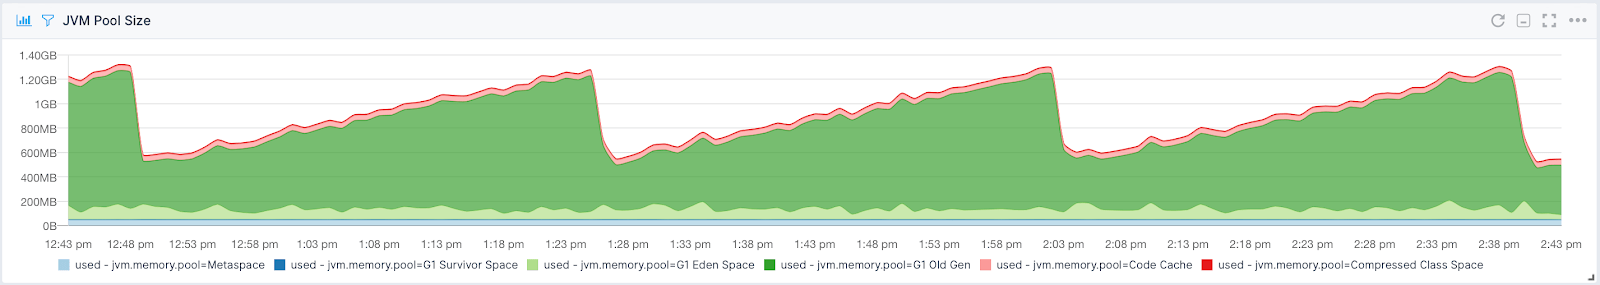 JVM Pool Size
1.40GB
1.20GB
1GB
800MB
600MB
400MB
200MB
0B
12:43 pm 12:48 pm 12:53 pm 12:58 pm 1:03 pm 1:08 pm 1:13 pm 1:18 pm 1:23 pm 1:28 pm 1:33 pm 1:38 pm 1:43 pm 1:48 pm 1:53 pm 1:58 pm 2:03 pm 2:08 pm 2:13 pm 2:18 pm 2:23 pm 2:28 pm 2:33 pm 2:38 pm 2:43 pm
used - jvm.memory.pool=Metaspace used - jvm.memory.pool=G1 Survivor Space used - jvm.memory.pool=G1 Eden Space used - jvm.memory.pool=G1 Old Gen used - jvm.memory.pool=Code Cache used - jvm.memory.pool=Compressed Class Space